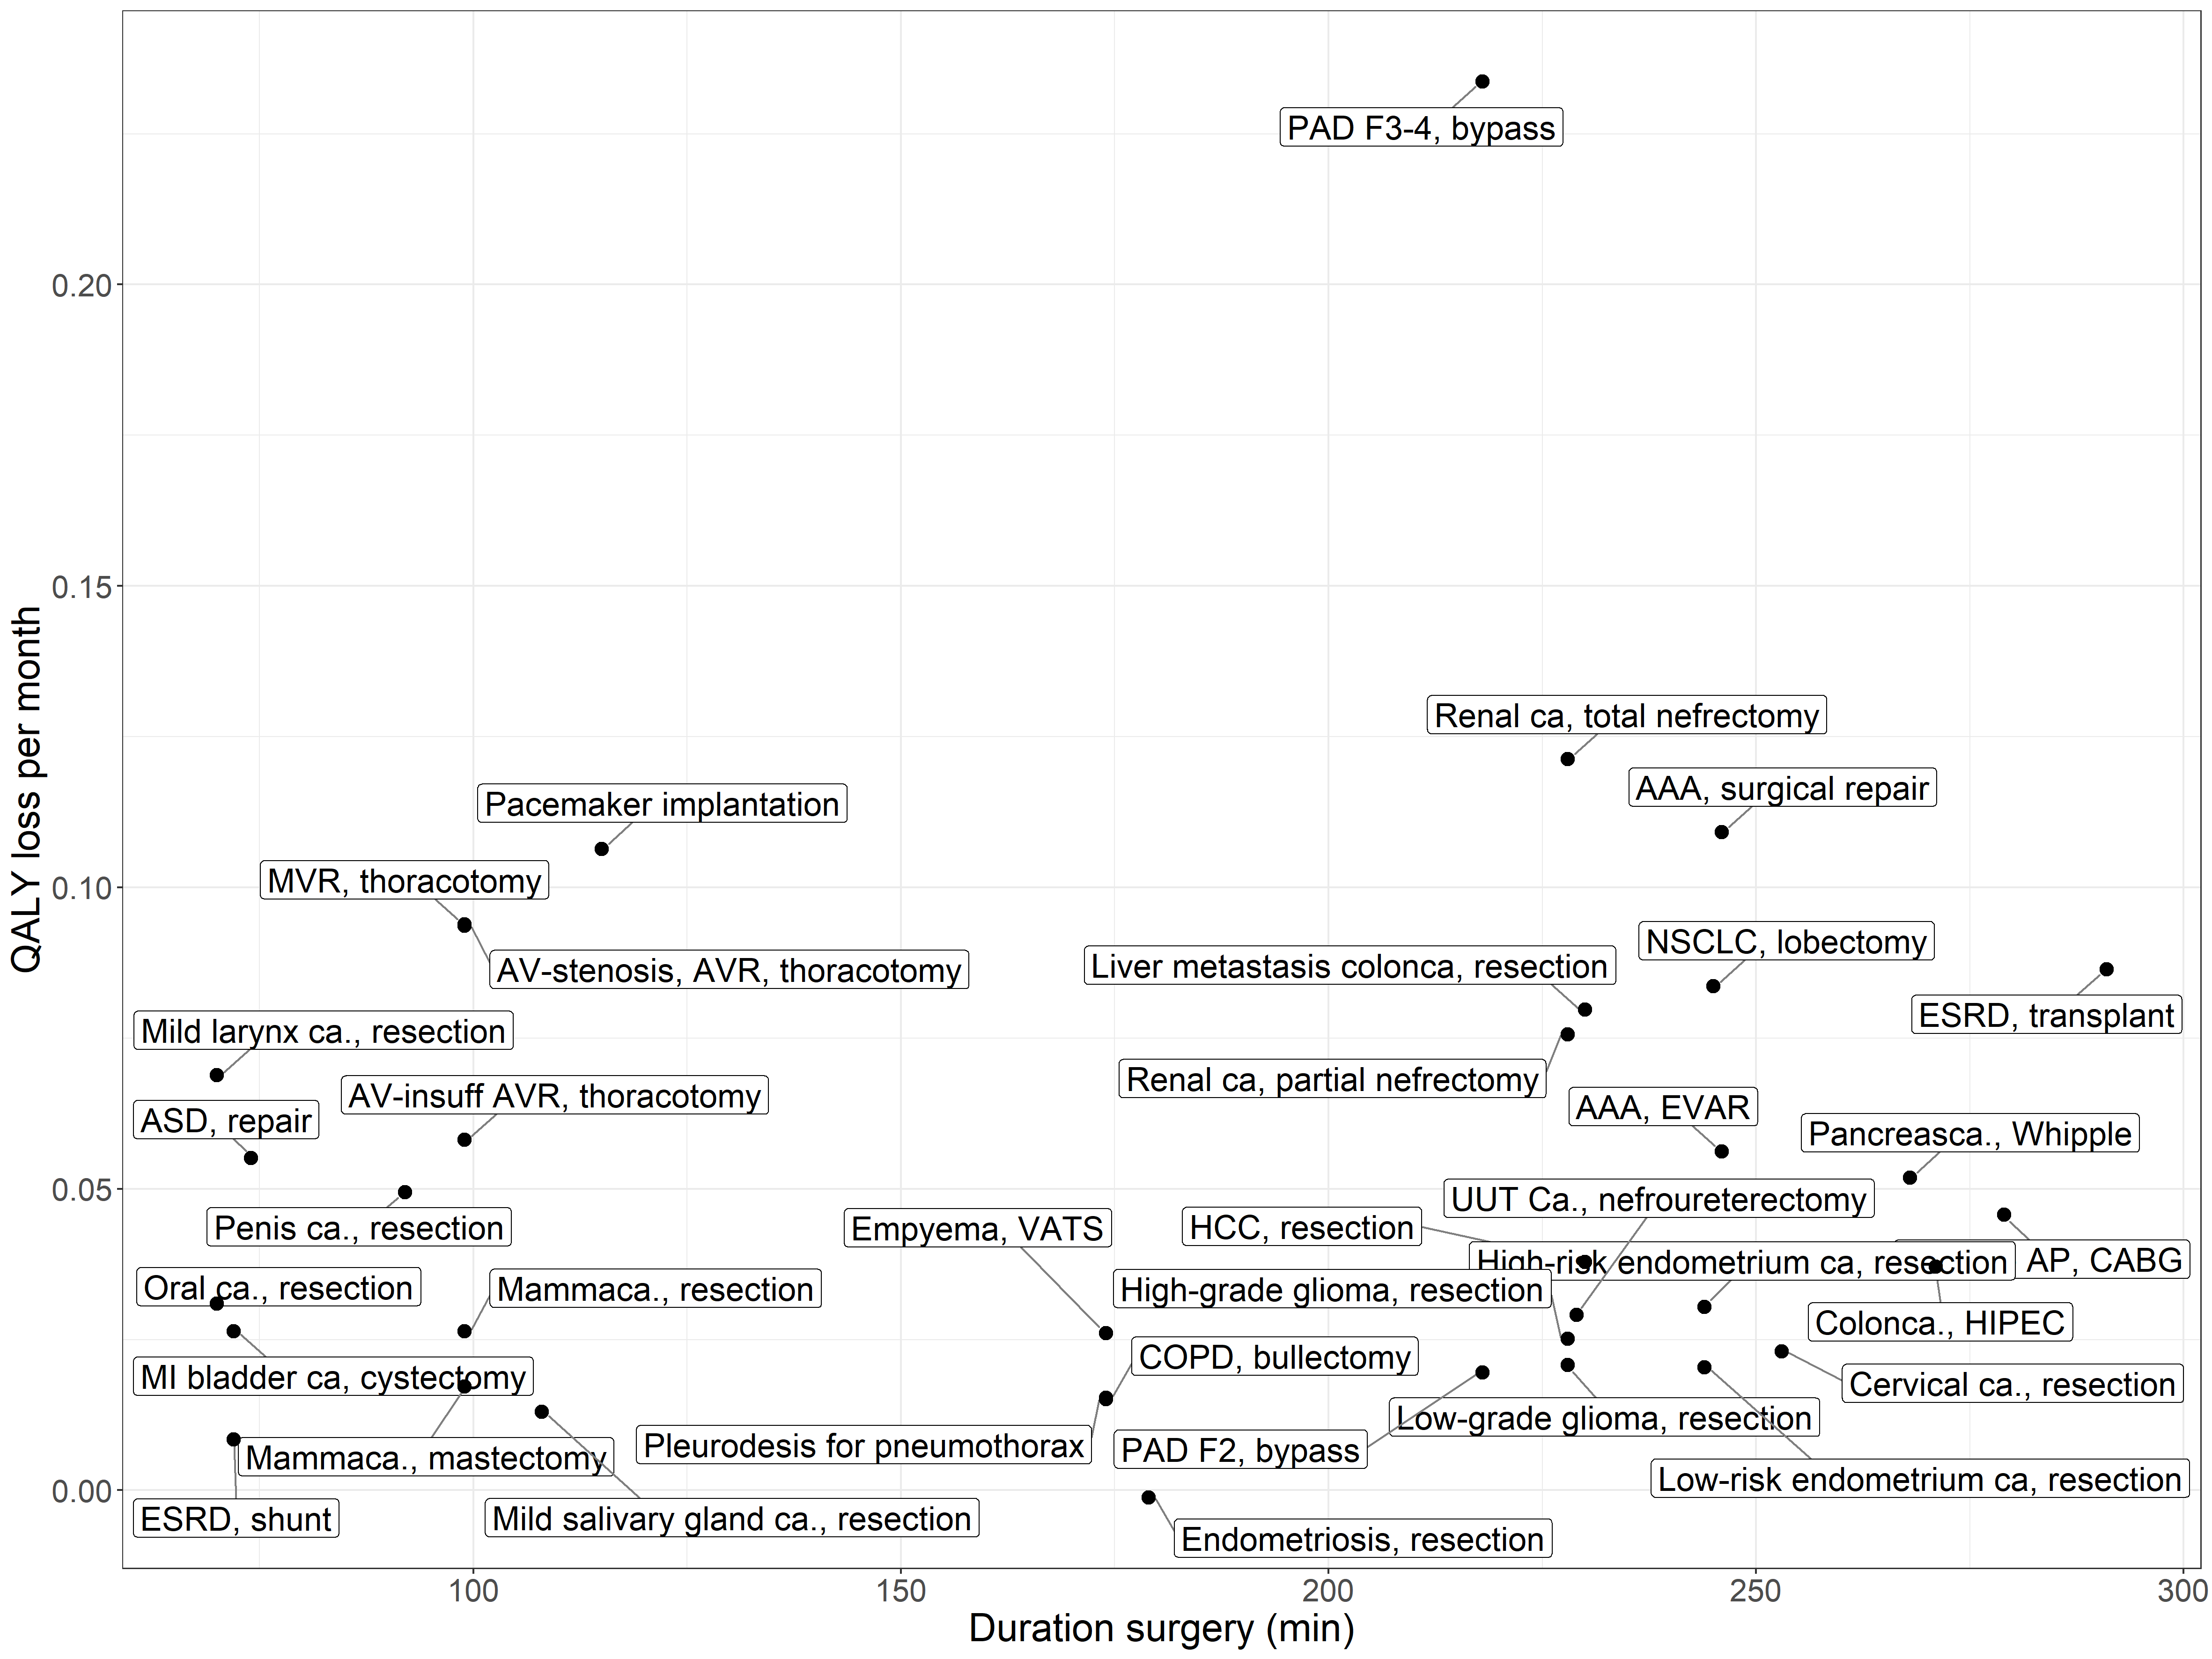 PAD F3-4, bypass
0.20
0.15
Renal ca, total nefrectomy
AAA, surgical repair
Pacemaker implantation
MVR, thoracotomy
0.10
NSCLC, lobectomy
Liver metastasis colonca, resection
AV-stenosis, AVR, thoracotomy
ESRD, transplant
Mild larynx ca., resection
Renal ca, partial nefrectomy
AV-insuff AVR, thoracotomy
AAA, EVAR
ASD, repair
Pancreasca., Whipple
0.05
UUT Ca., nefroureterectomy
Penis ca., resection
Empyema, VATS
HCC, resection
High-risk endometrium ca, resection
AP, CABG
Oral ca., resection
Mammaca., resection
High-grade glioma, resection
Colonca., HIPEC
COPD, bullectomy
MI bladder ca, cystectomy
Cervical ca., resection
Low-grade glioma, resection
Pleurodesis for pneumothorax
PAD F2, bypass
Mammaca., mastectomy
Low-risk endometrium ca, resection
0.00
ESRD, shunt
Mild salivary gland ca., resection
Endometriosis, resection
100
150
200
250
300
Duration surgery (min)
QALY loss per month